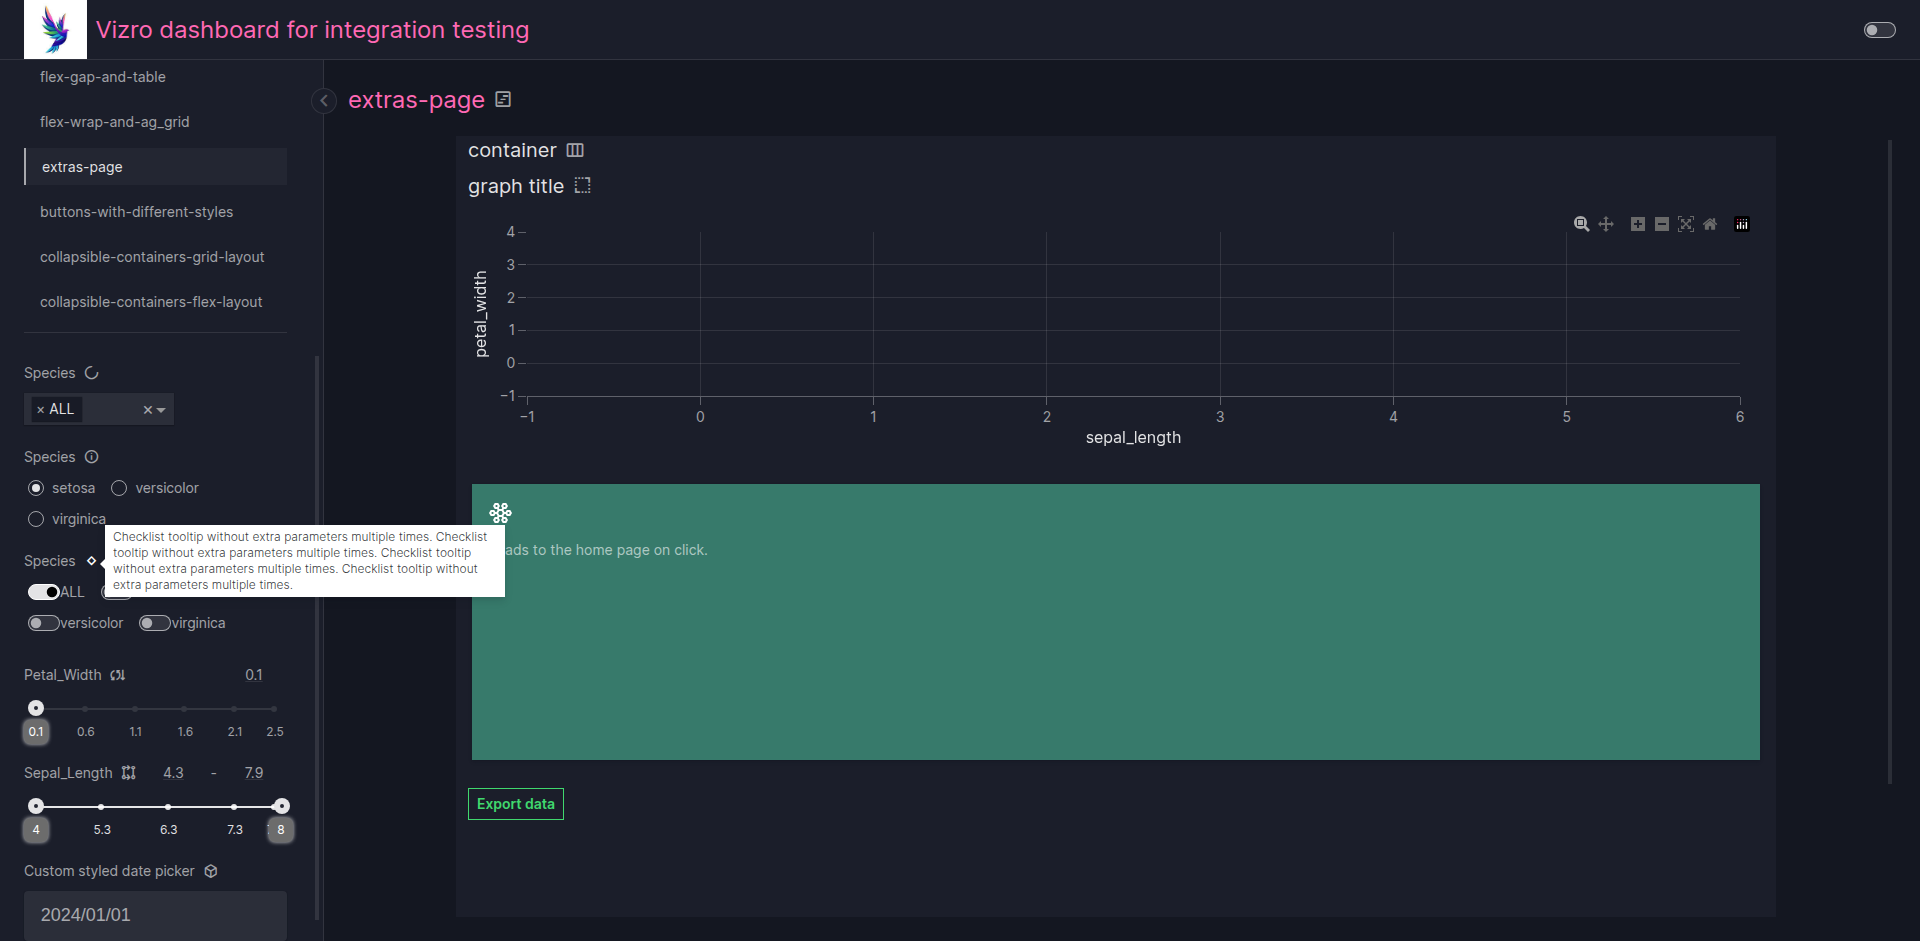 Vizro dashboard for integration testing
flex-gap-and-table
flex-wrap-and-ag_grid
extras-page
buttons-with-different-styles
collapsible-containers-grid-layout
collapsible-containers-flex-layout
Species
× ALL ×
Species
setosa versicolor
virginica
Checklist tooltip without extra parameters multiple times. Checklist
tooltip without extra parameters multiple times. Checklist tooltip
without extra parameters multiple times. Checklist tooltip without
extra parameters multiple times.
Species
ALL
versicolor virginica
Petal_Width 0.1
0.1 0.6 1.1 1.6 2.1 2.5
Sepal_Length 4.3 - 7.9
4 5.3 6.3 7.3 8
Custom styled date picker
2024/01/01
extras-page
container
graph title
petal_width
4
3
2
1
0
−1
−1 0 1 2 3 4 5 6
sepal_length
ads to the home page on click.
Export data